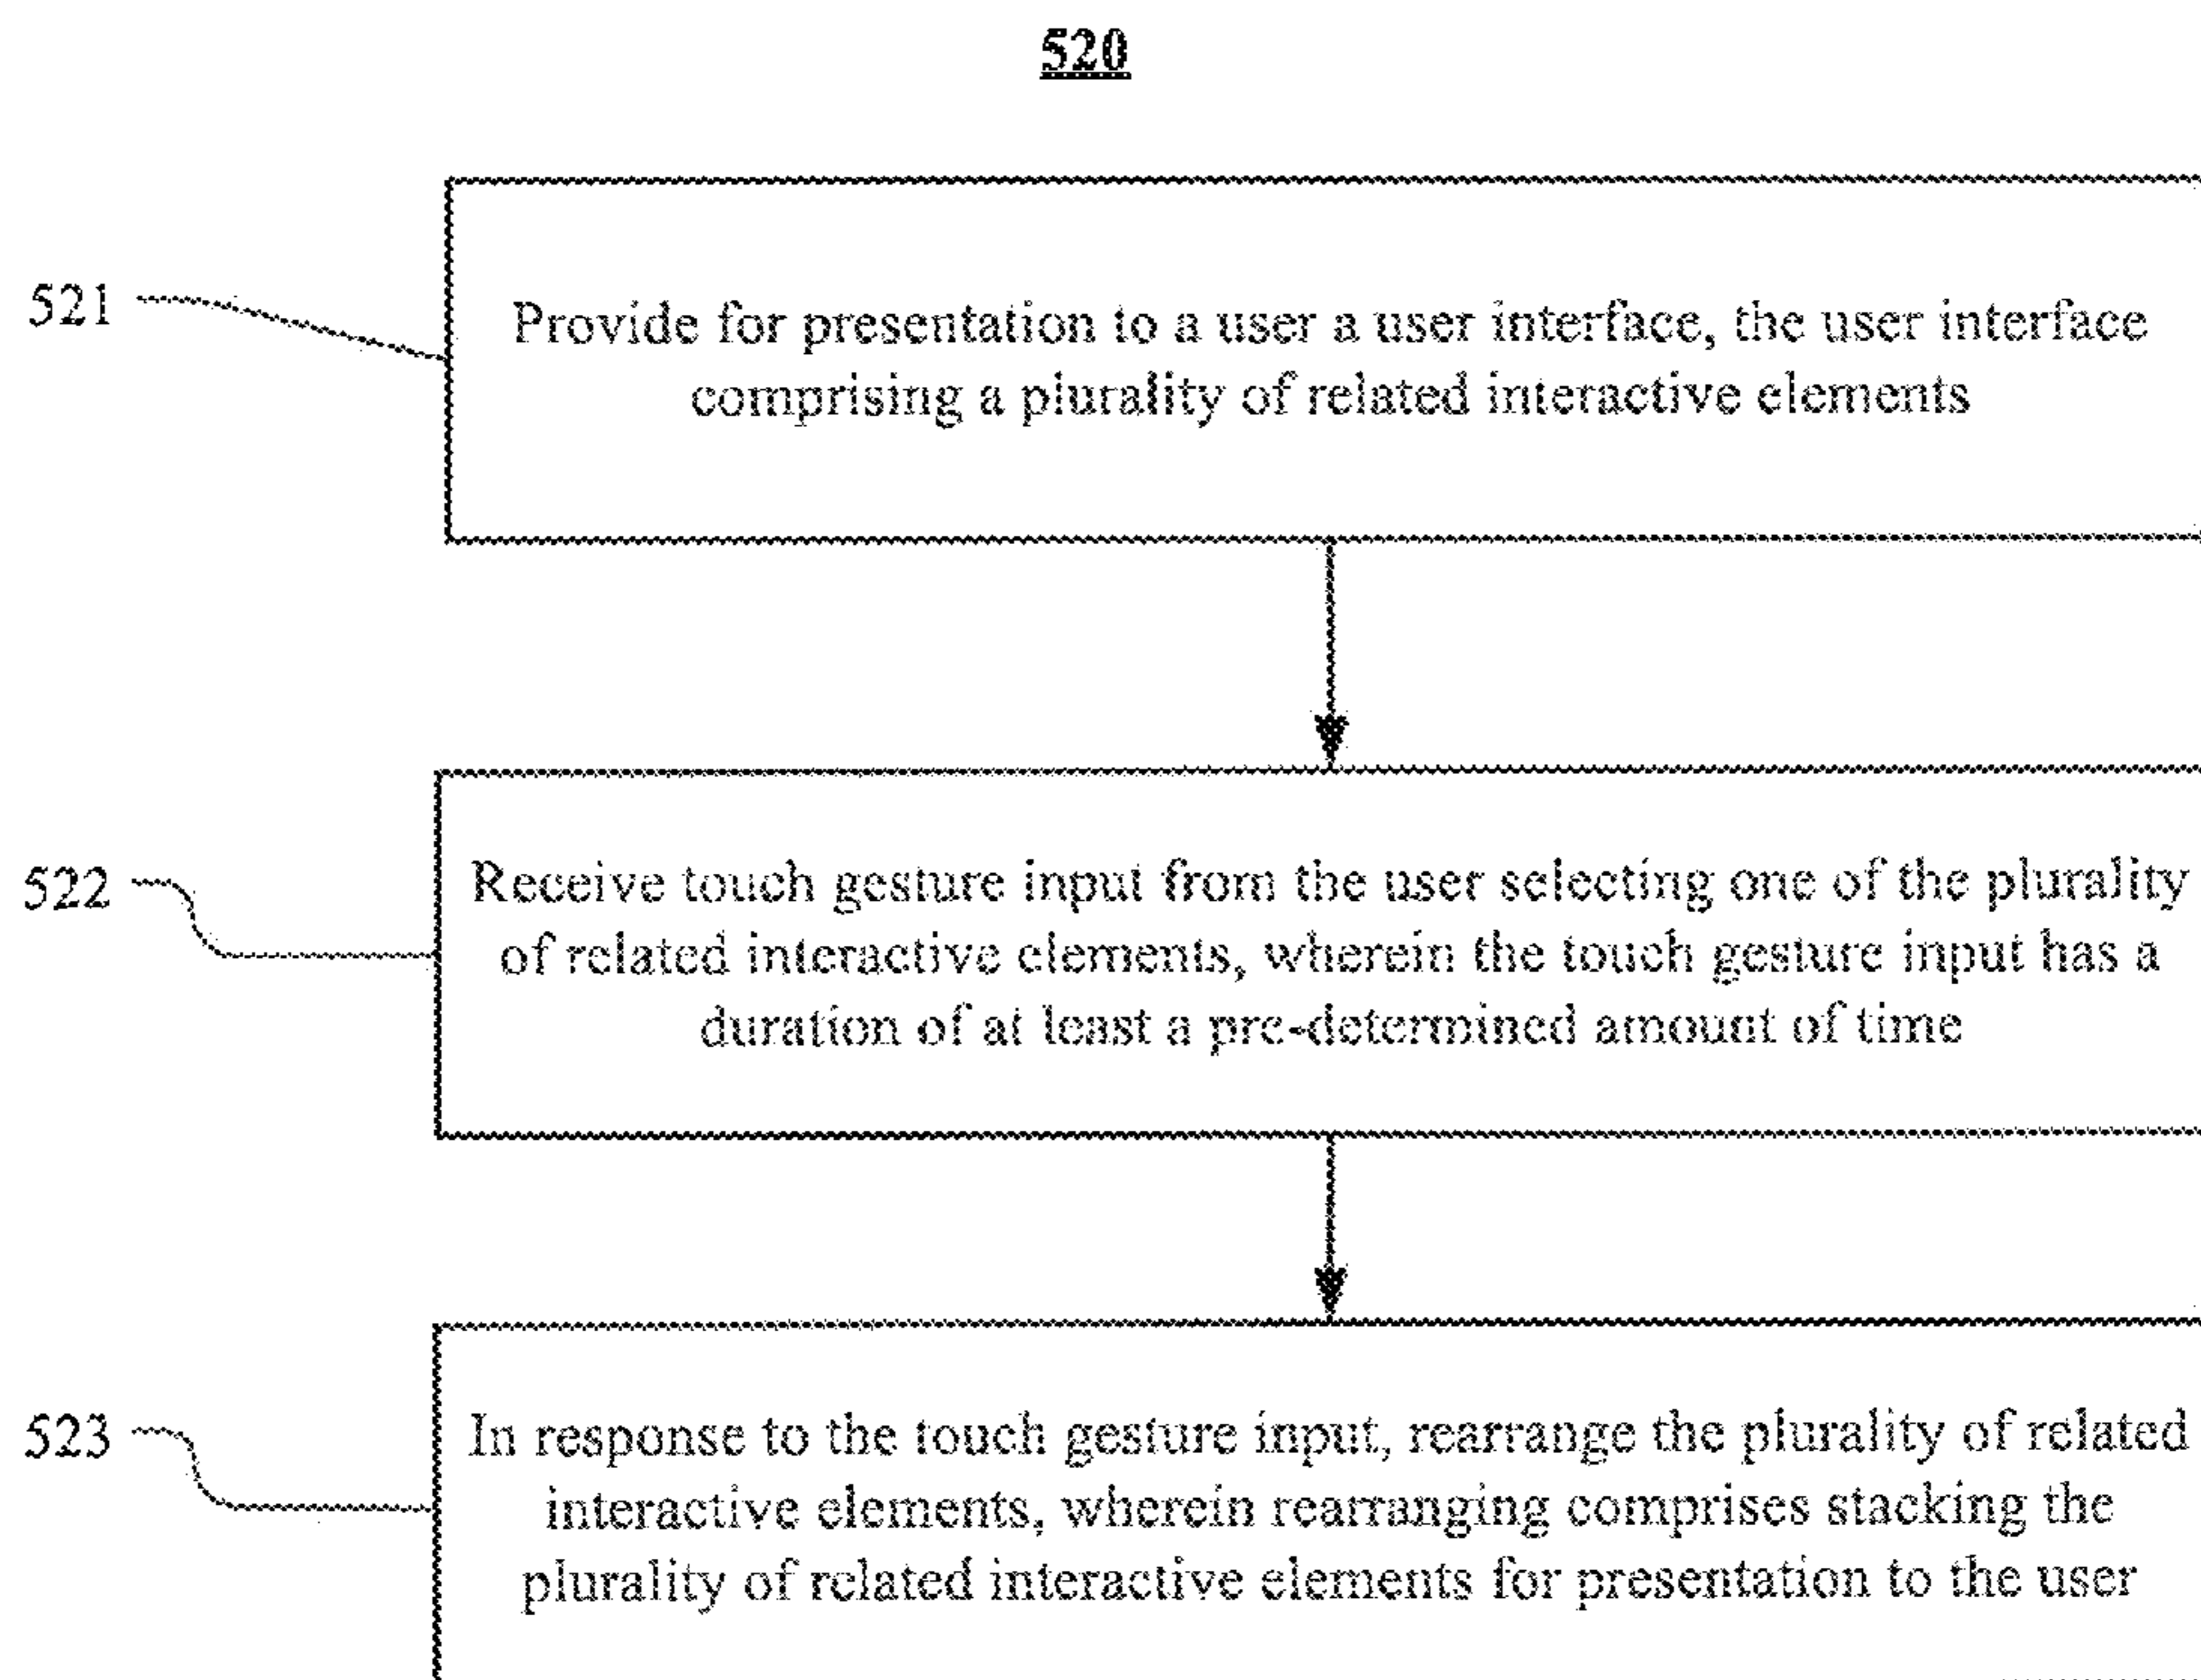 520
521
Provide for presentation to a user a user interface, the user interface
comprising a plurality of related interactive elements
522
Receive touch gesture input from the user selecting one of the plurality
of related interactive elements, wherein the touch gesture input has a
duration of at least a pre-determined amount of time
523
In response to the touch gesture input, rearrange the plurality of related
interactive elements, wherein rearranging comprises stacking the
plurality of related interactive elements for presentation to the user